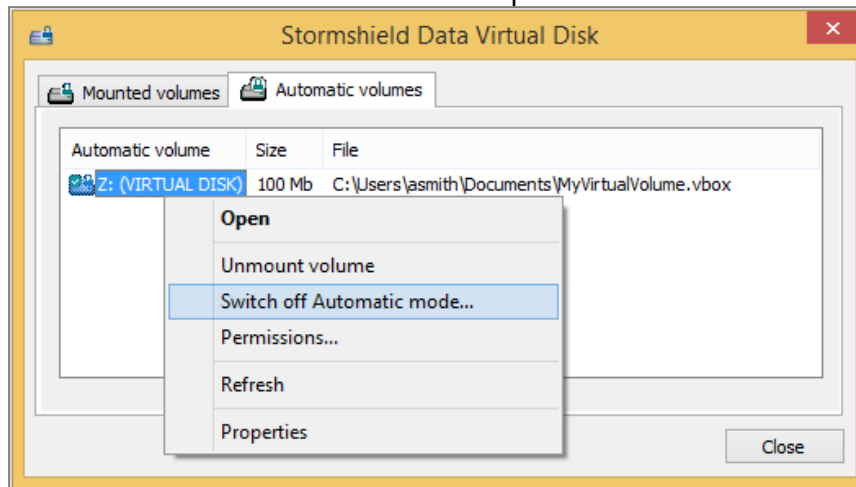 Stormshield Data Virtual Disk
Mounted volumes Automatic volumes
Automatic volume Size File
Z: (VIRTUAL DISK) 100 Mb C:\Users\asmith\Documents\MyVirtualVolume.vbox
Open
Unmount volume
Switch off Automatic mode...
Permissions...
Refresh
Properties
Close